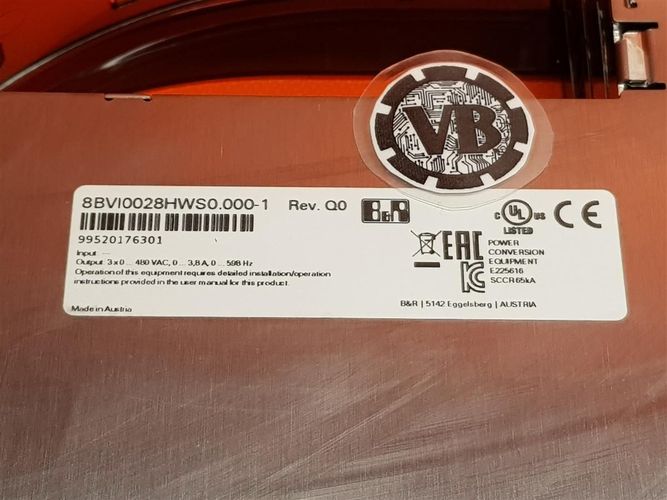 VB
8BVI0028HWS0.000-1 Rev. Q0 B&R
99520176301
Input: ---
Output: 3 x 0 ... 480 VAC, 0 ... 3,8 A, 0 ... 598 Hz
Operation of this equipment requires detailed installation/operation
instructions provided in the user manual for this product.
Made in Austria
C UL US
LISTED
CE
EAC
POWER
CONVERSION
EQUIPMENT
E225616
SCCR 65kA
B&R | 5142 Eggelsberg | AUSTRIA